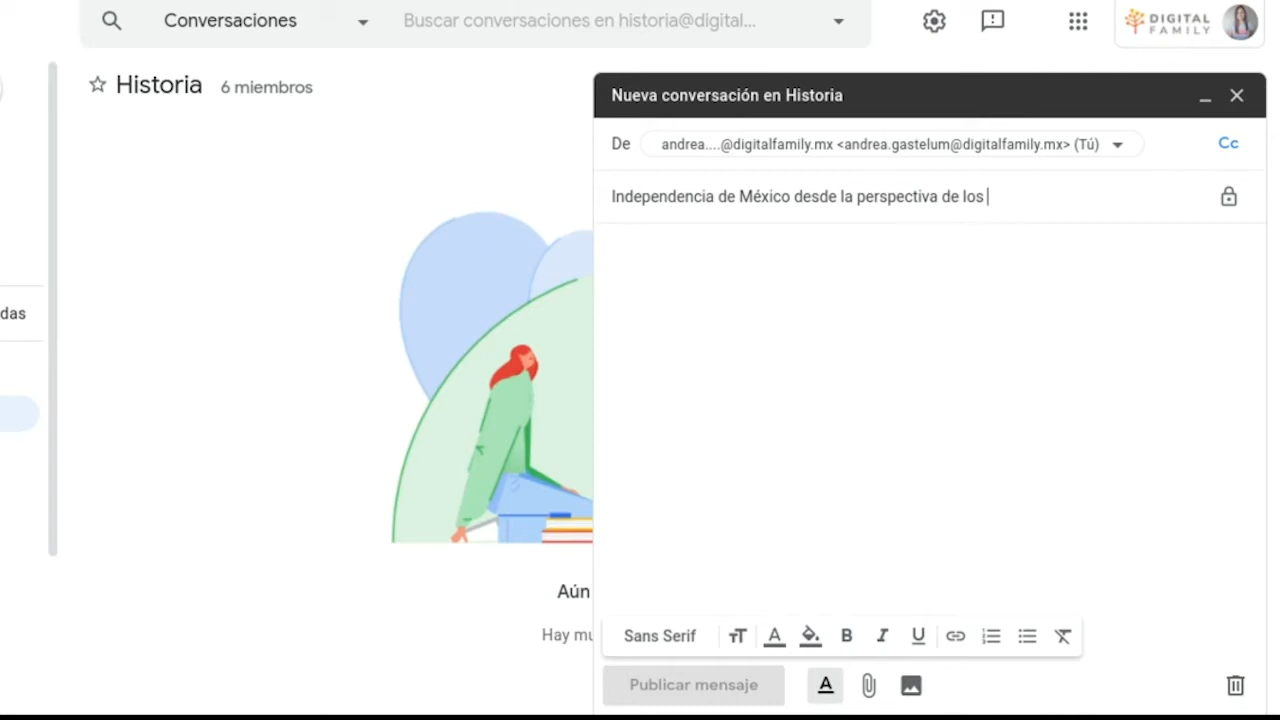 Conversaciones
Buscar conversaciones en historia@digital...
DIGITAL
FAMILY
Historia 6 miembros
Nueva conversación en Historia
De andrea....@digitalfamily.mx <andrea.gastelum@digitalfamily.mx> (Tú)
Cc
Independencia de México desde la perspectiva de los
das
Aún
Hay mu
Sans Serif
Publicar mensaje